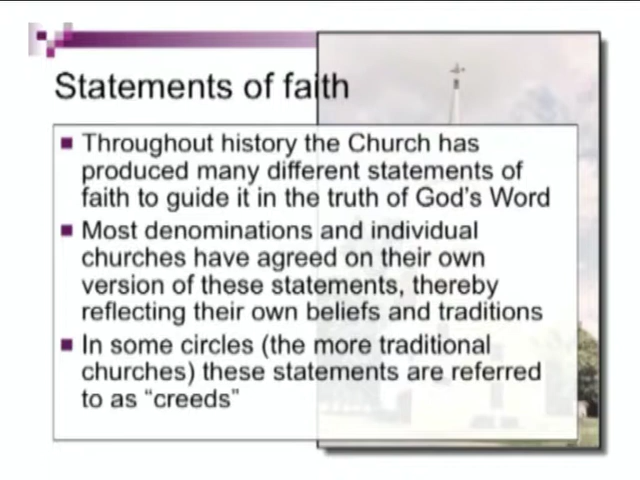 Statements of faith
Throughout history the Church has
produced many different statements of
faith to guide it in the truth of God's Word
Most denominations and individual
churches have agreed on their own
version of these statements, thereby
reflecting their own beliefs and traditions
In some circles (the more traditional
churches) these statements are referred
to as "creeds"